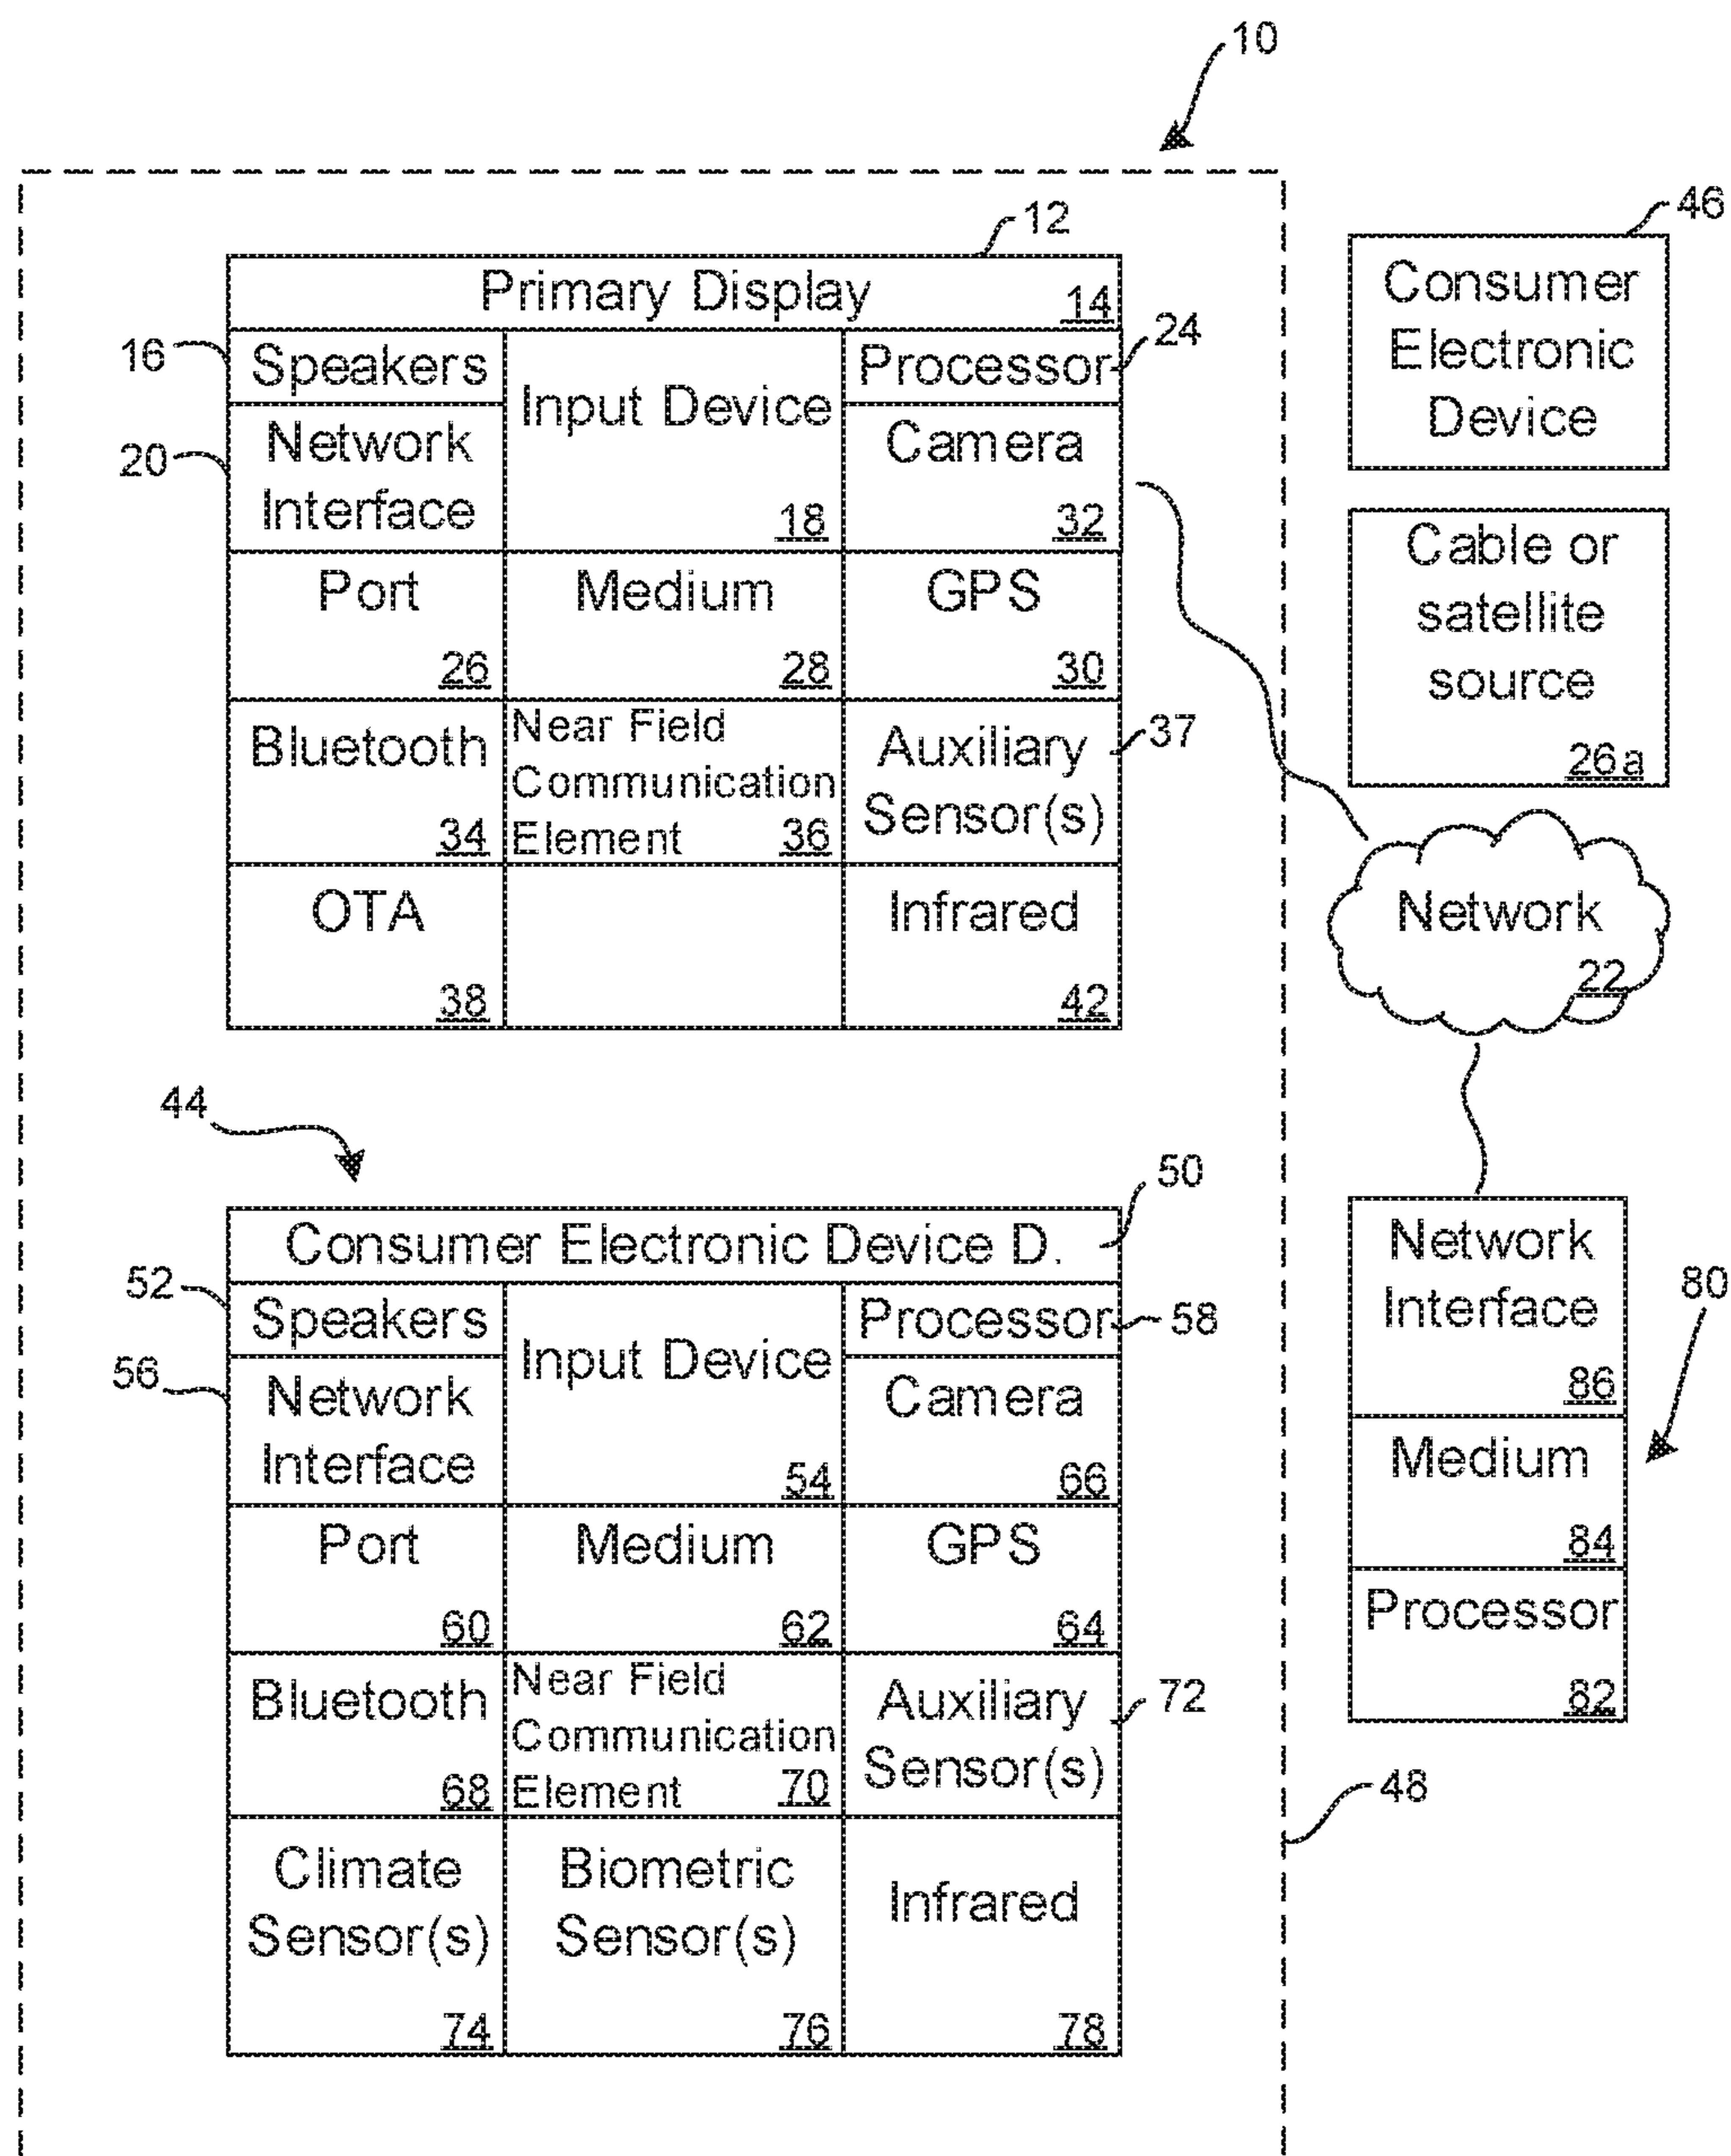 10
12
Primary Display
14
16
Speakers
Input Device
18
Processor
24
20
Network
Interface
Camera
32
Port
26
Medium
28
GPS
30
Bluetooth
34
Near Field
Communication
Element
36
Auxiliary
Sensor(s)
37
OTA
38
Infrared
42
46
Consumer
Electronic
Device
Cable or
satellite
source
26a
Network
22
44
50
Consumer Electronic Device D.
52
Speakers
Input Device
54
Processor
58
56
Network
Interface
Camera
66
Port
60
Medium
62
GPS
64
Bluetooth
68
Near Field
Communication
Element
70
Auxiliary
Sensor(s)
72
Climate
Sensor(s)
74
Biometric
Sensor(s)
76
Infrared
78
Network
Interface
86
80
Medium
84
Processor
82
48